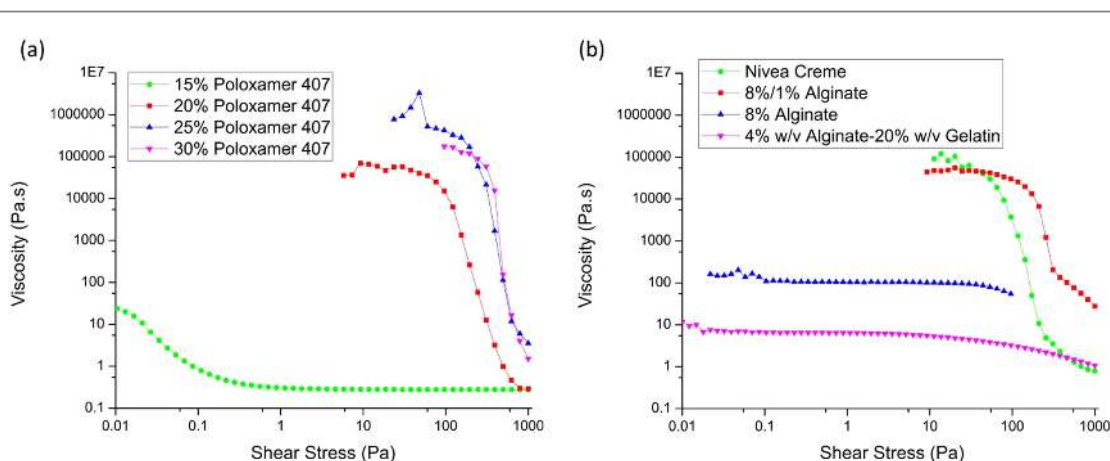 (a)
15% Poloxamer 407
20% Poloxamer 407
25% Poloxamer 407
30% Poloxamer 407
1E7
1000000
100000
10000
1000
100
10
1
0.1
Viscosity (Pa.s)
0.01 0.1 1 10 100 1000
Shear Stress (Pa)
(b)
Nivea Creme
8%/1% Alginate
8% Alginate
4% w/v Alginate-20% w/v Gelatin
1E7
1000000
100000
10000
1000
100
10
1
0.1
Viscosity (Pa.s)
0.01 0.1 1 10 100 1000
Shear Stress (Pa)